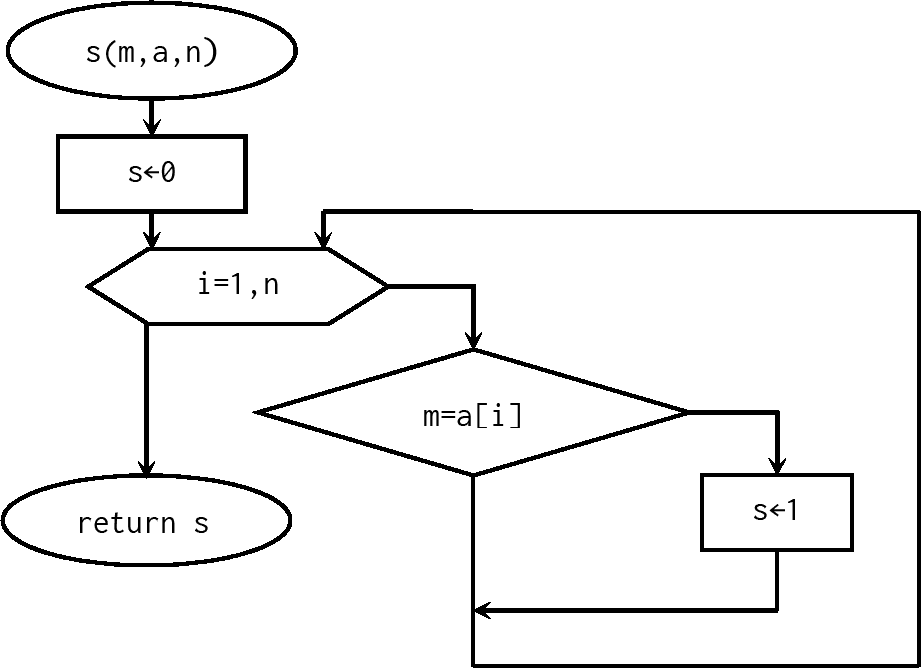 s(m,a,n)
s←0
i=1,n
m=a[i]
s←1
return s